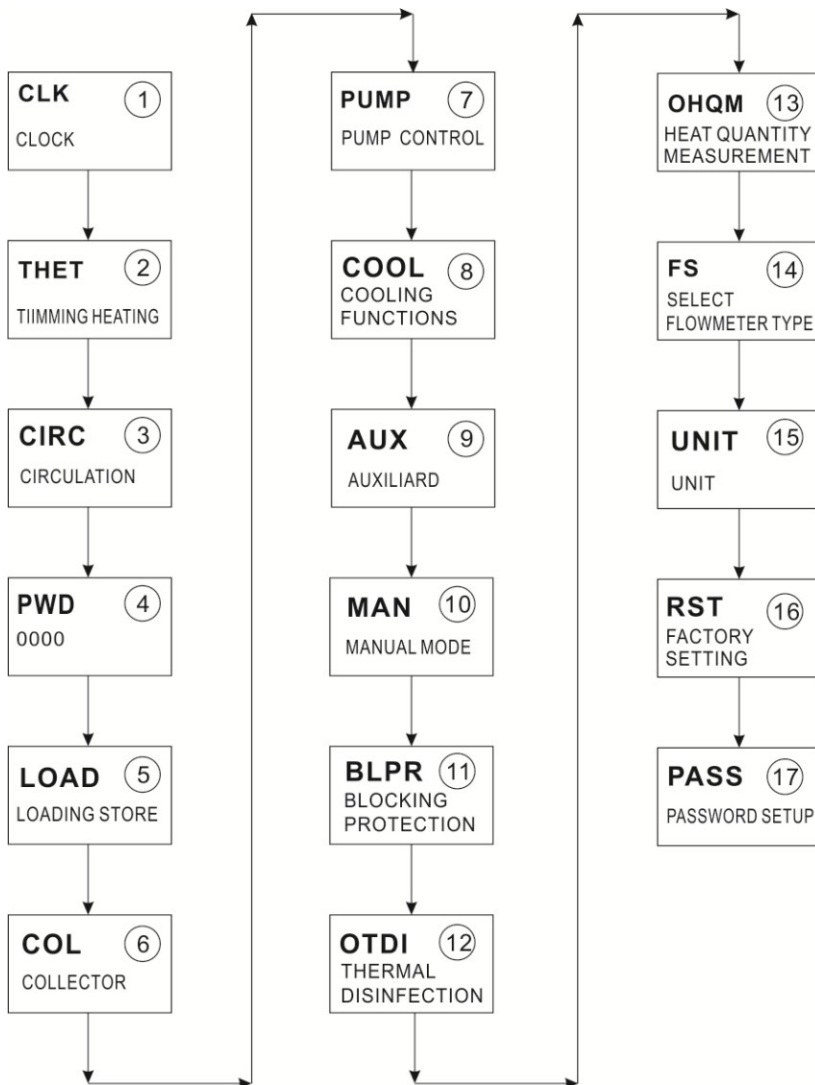 CLK 1
CLOCK
THET 2
TIIMMING HEATING
CIRC 3
CIRCULATION
PWD 4
0000
LOAD 5
LOADING STORE
COL 6
COLLECTOR
PUMP 7
PUMP CONTROL
COOL 8
COOLING
FUNCTIONS
AUX 9
AUXILIARD
MAN 10
MANUAL MODE
BLPR 11
BLOCKING
PROTECTION
OTDI 12
THERMAL
DISINFECTION
OHQM 13
HEAT QUANTITY
MEASUREMENT
FS 14
SELECT
FLOWMETER TYPE
UNIT 15
UNIT
RST 16
FACTORY
SETTING
PASS 17
PASSWORD SETUP